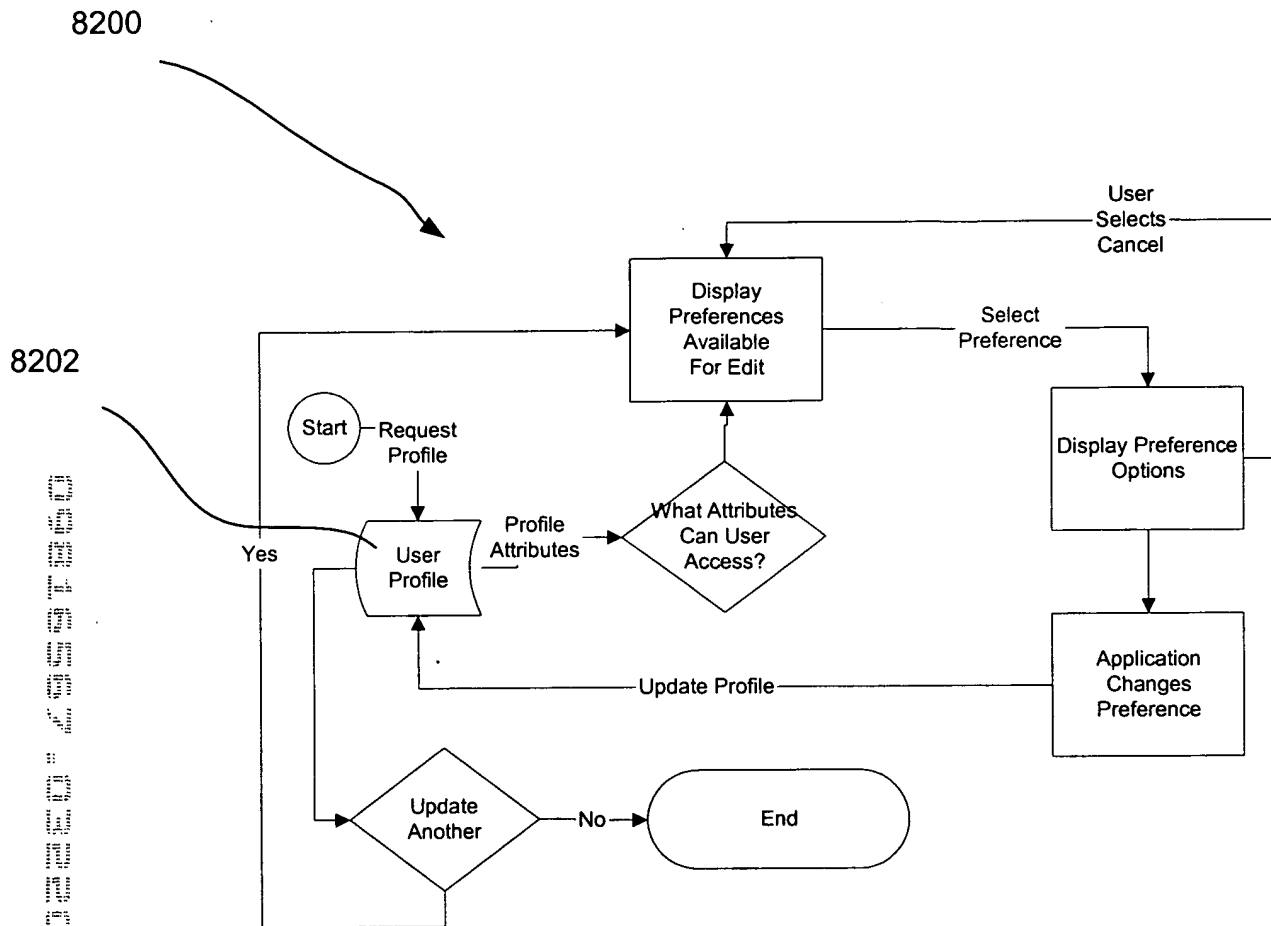 8200
User
Selects
Cancel
Display
Preferences
Available
For Edit
Select
Preference
8202
Start
Request
Profile
Display Preference
Options
What Attributes
Can User
Access?
Profile
Attributes
Yes
User
Profile
Application
Changes
Preference
Update Profile
Update
Another
No
End